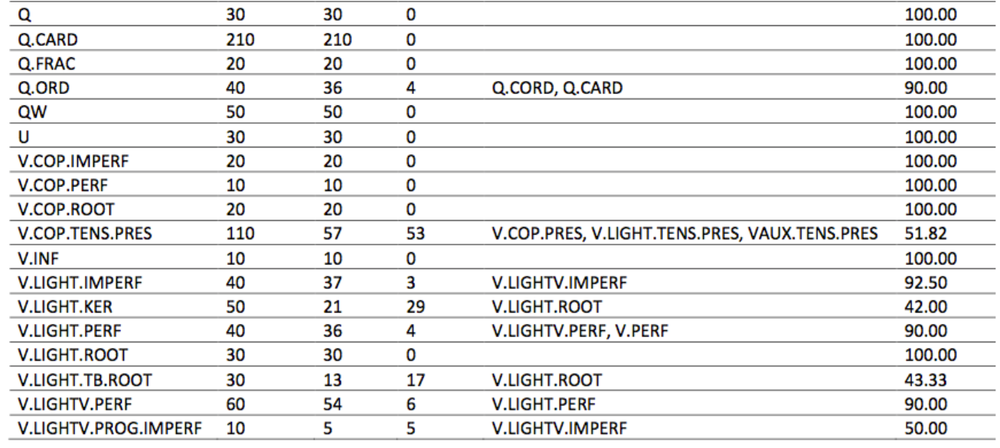 Q 30 30 0 100.00
Q.CARD 210 210 0 100.00
Q.FRAC 20 20 0 100.00
Q.ORD 40 36 4 Q.CORD, Q.CARD 90.00
QW 50 50 0 100.00
U 30 30 0 100.00
V.COP.IMPERF 20 20 0 100.00
V.COP.PERF 10 10 0 100.00
V.COP.ROOT 20 20 0 100.00
V.COP.TENS.PRES 110 57 53 V.COP.PRES, V.LIGHT.TENS.PRES, VAUX.TENS.PRES 51.82
V.INF 10 10 0 100.00
V.LIGHT.IMPERF 40 37 3 V.LIGHTV.IMPERF 92.50
V.LIGHT.KER 50 21 29 V.LIGHT.ROOT 42.00
V.LIGHT.PERF 40 36 4 V.LIGHTV.PERF, V.PERF 90.00
V.LIGHT.ROOT 30 30 0 100.00
V.LIGHT.TB.ROOT 30 13 17 V.LIGHT.ROOT 43.33
V.LIGHTV.PERF 60 54 6 V.LIGHT.PERF 90.00
V.LIGHTV.PROG.IMPERF 10 5 5 V.LIGHTV.IMPERF 50.00